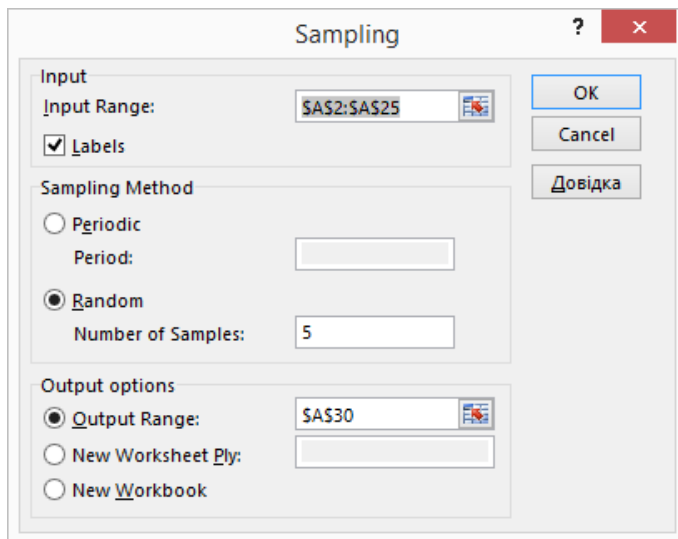 Sampling
?
Input
Input Range:
$A$2:$A$25
Labels
Sampling Method
Periodic
Period:
Random
Number of Samples:
5
Output options
Output Range:
$A$30
New Worksheet Ply:
New Workbook
OK
Cancel
Довідка